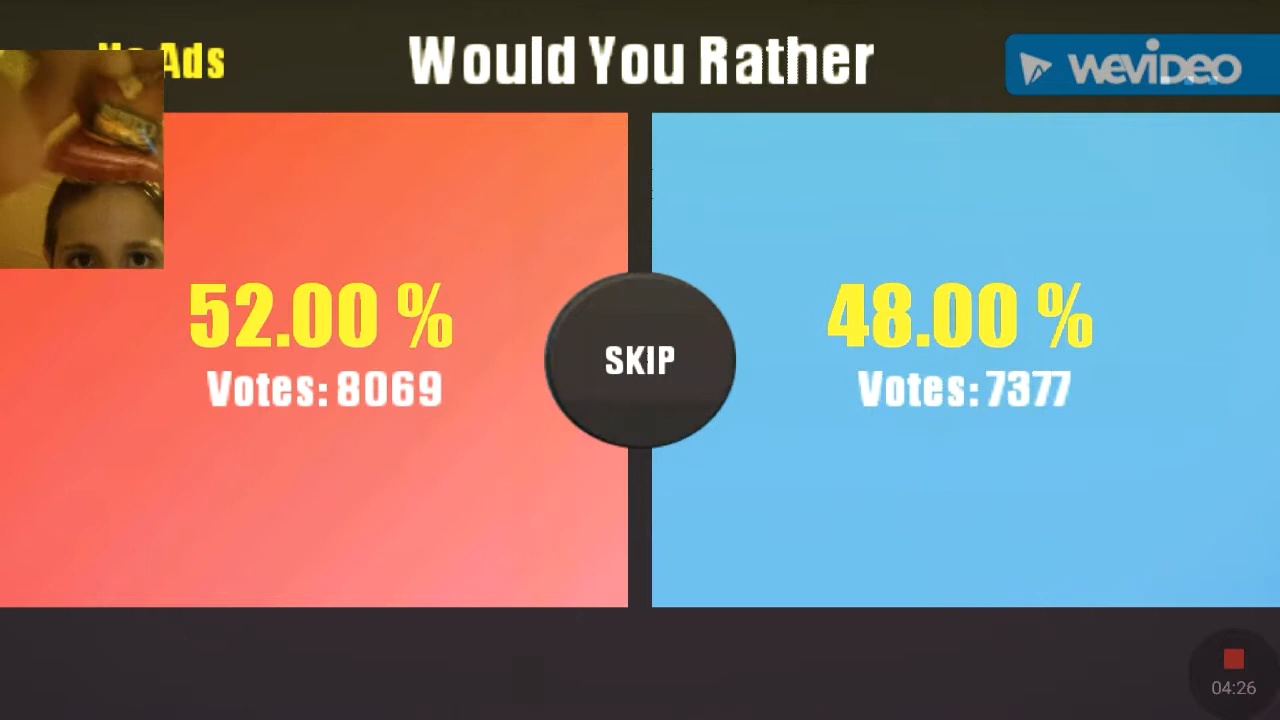 Ads
Would You Rather
WEVIDEO
52.00 %
Votes: 8069
SKIP
48.00 %
Votes: 7377
04:26